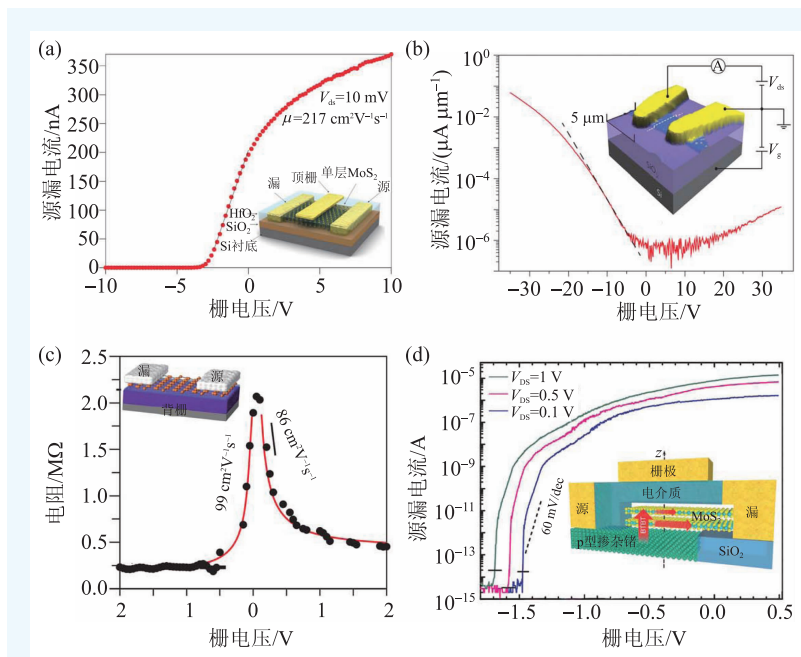 (a)
350
300
250
200
150
100
50
0
源漏电流/nA
V_ds=10 mV
μ=217 cm²V⁻¹s⁻¹
顶栅 单层MoS₂
漏
源
HfO₂
SiO₂
Si衬底
−10 −5 0 5 10
栅电压/V
(b)
10⁰
10⁻²
10⁻⁴
10⁻⁶
源漏电流/(μA μm⁻¹)
A
V_ds
5 μm
V_g
SiO₂
Si
−30 −20 −10 0 10 20 30
栅电压/V
(c)
2.5
2.0
1.5
1.0
0.5
0.0
电阻/MΩ
漏
源
背栅
99 cm²V⁻¹s⁻¹
86 cm²V⁻¹s⁻¹
2 1 0 1 2
栅电压/V
(d)
10⁻⁵
10⁻⁷
10⁻⁹
10⁻¹¹
10⁻¹³
10⁻¹⁵
源漏电流/A
V_DS=1 V
V_DS=0.5 V
V_DS=0.1 V
60 mV/dec
z
栅极
电介质
源
漏
MoS₂
p型掺杂锗
SiO₂
−1.5 −1.0 −0.5 0.0 0.5
栅电压/V